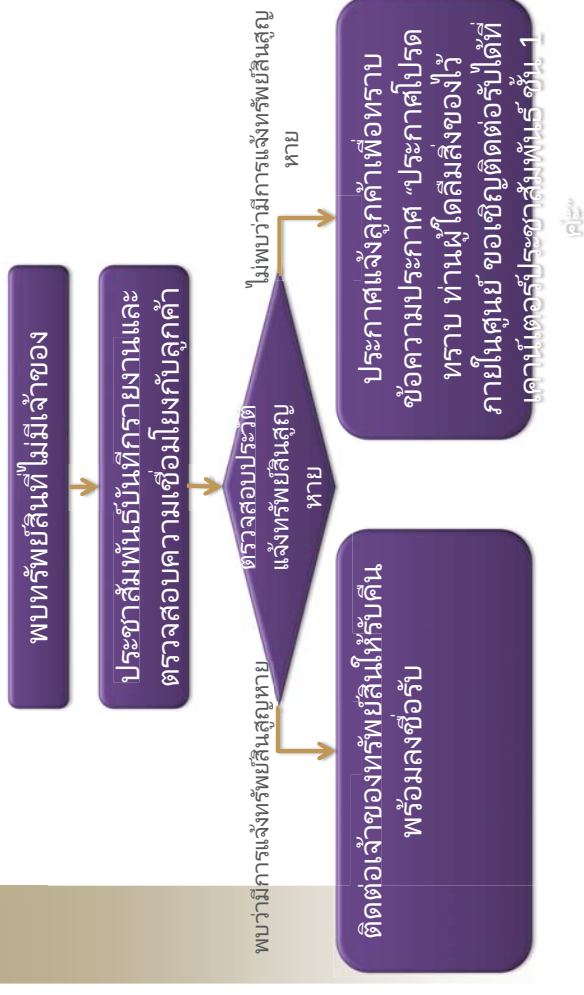 พบทรัพย์สินที่ไม่มีเจ้าของ
ประชาสัมพันธ์บันทึกรายงานและ
ตรวจสอบความเชื่อมโยงกับลูกค้า
ตรวจสอบประวัติ
แจ้งทรัพย์สินสูญ
หาย
พบว่ามีการแจ้งทรัพย์สินสูญหาย
ติดต่อเจ้าของทรัพย์สินให้รับคืน
พร้อมลงชื่อรับ
ไม่พบว่ามีการแจ้งทรัพย์สินสูญ
หาย
ประกาศแจ้งลูกค้าเพื่อทราบ
ข้อความประกาศ “ประกาศโปรด
ทราบ ท่านผู้ใดลืมสิ่งของไว้
ภายในศูนย์ ขอเชิญติดต่อรับได้ที่
เคาน์เตอร์ประชาสัมพันธ์ ชั้น 1
ค่ะ”